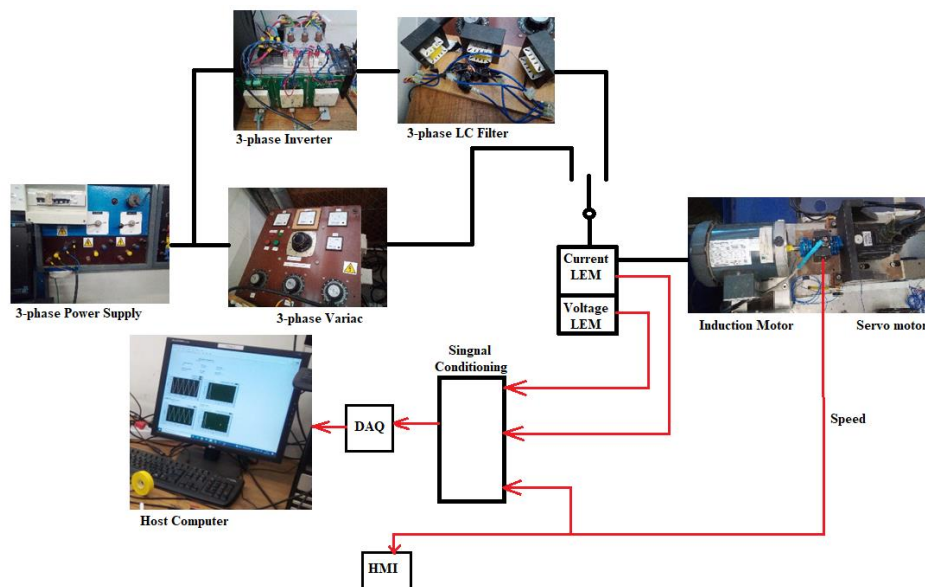 3-phase Inverter
3-phase LC Filter
3-phase Power Supply
3-phase Variac
Current
LEM
Voltage
LEM
Induction Motor
Servo motor
Singnal
Conditioning
DAQ
Speed
Host Computer
HMI